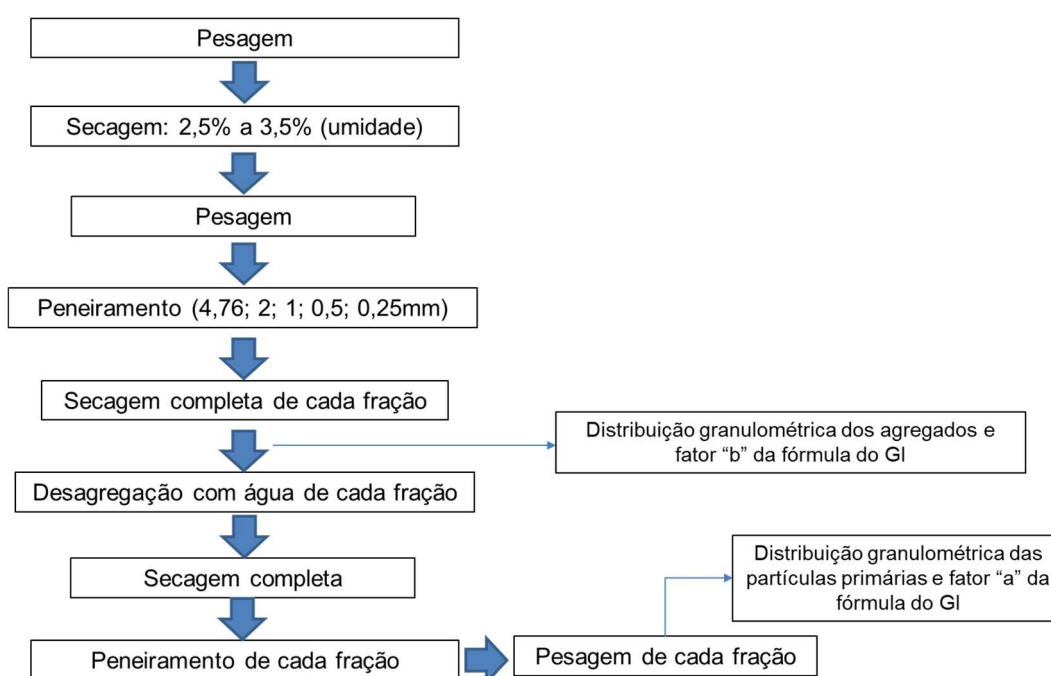 Pesagem
Secagem: 2,5% a 3,5% (umidade)
Pesagem
Peneiramento (4,76; 2; 1; 0,5; 0,25mm)
Secagem completa de cada fração
Distribuição granulométrica dos agregados e
fator “b” da fórmula do GI
Desagregação com água de cada fração
Secagem completa
Distribuição granulométrica das
partículas primárias e fator “a” da
fórmula do GI
Peneiramento de cada fração
Pesagem de cada fração